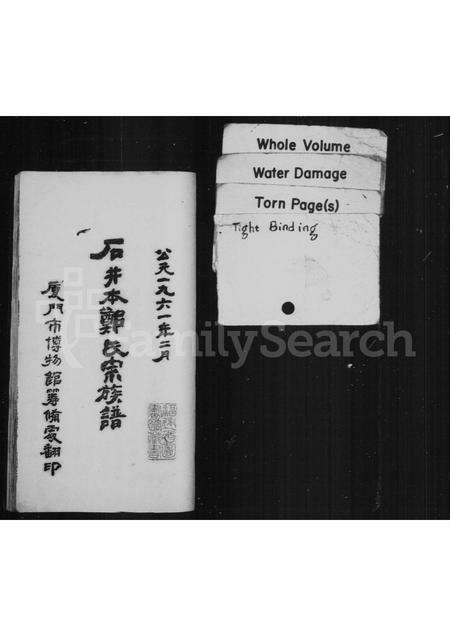 公元一九六一年二月
石井本鄭氏宗族譜
厦門市博物館籌備處翻印
Whole Volume
Water Damage
Torn Page(s)
Tight Binding
FamilySearch